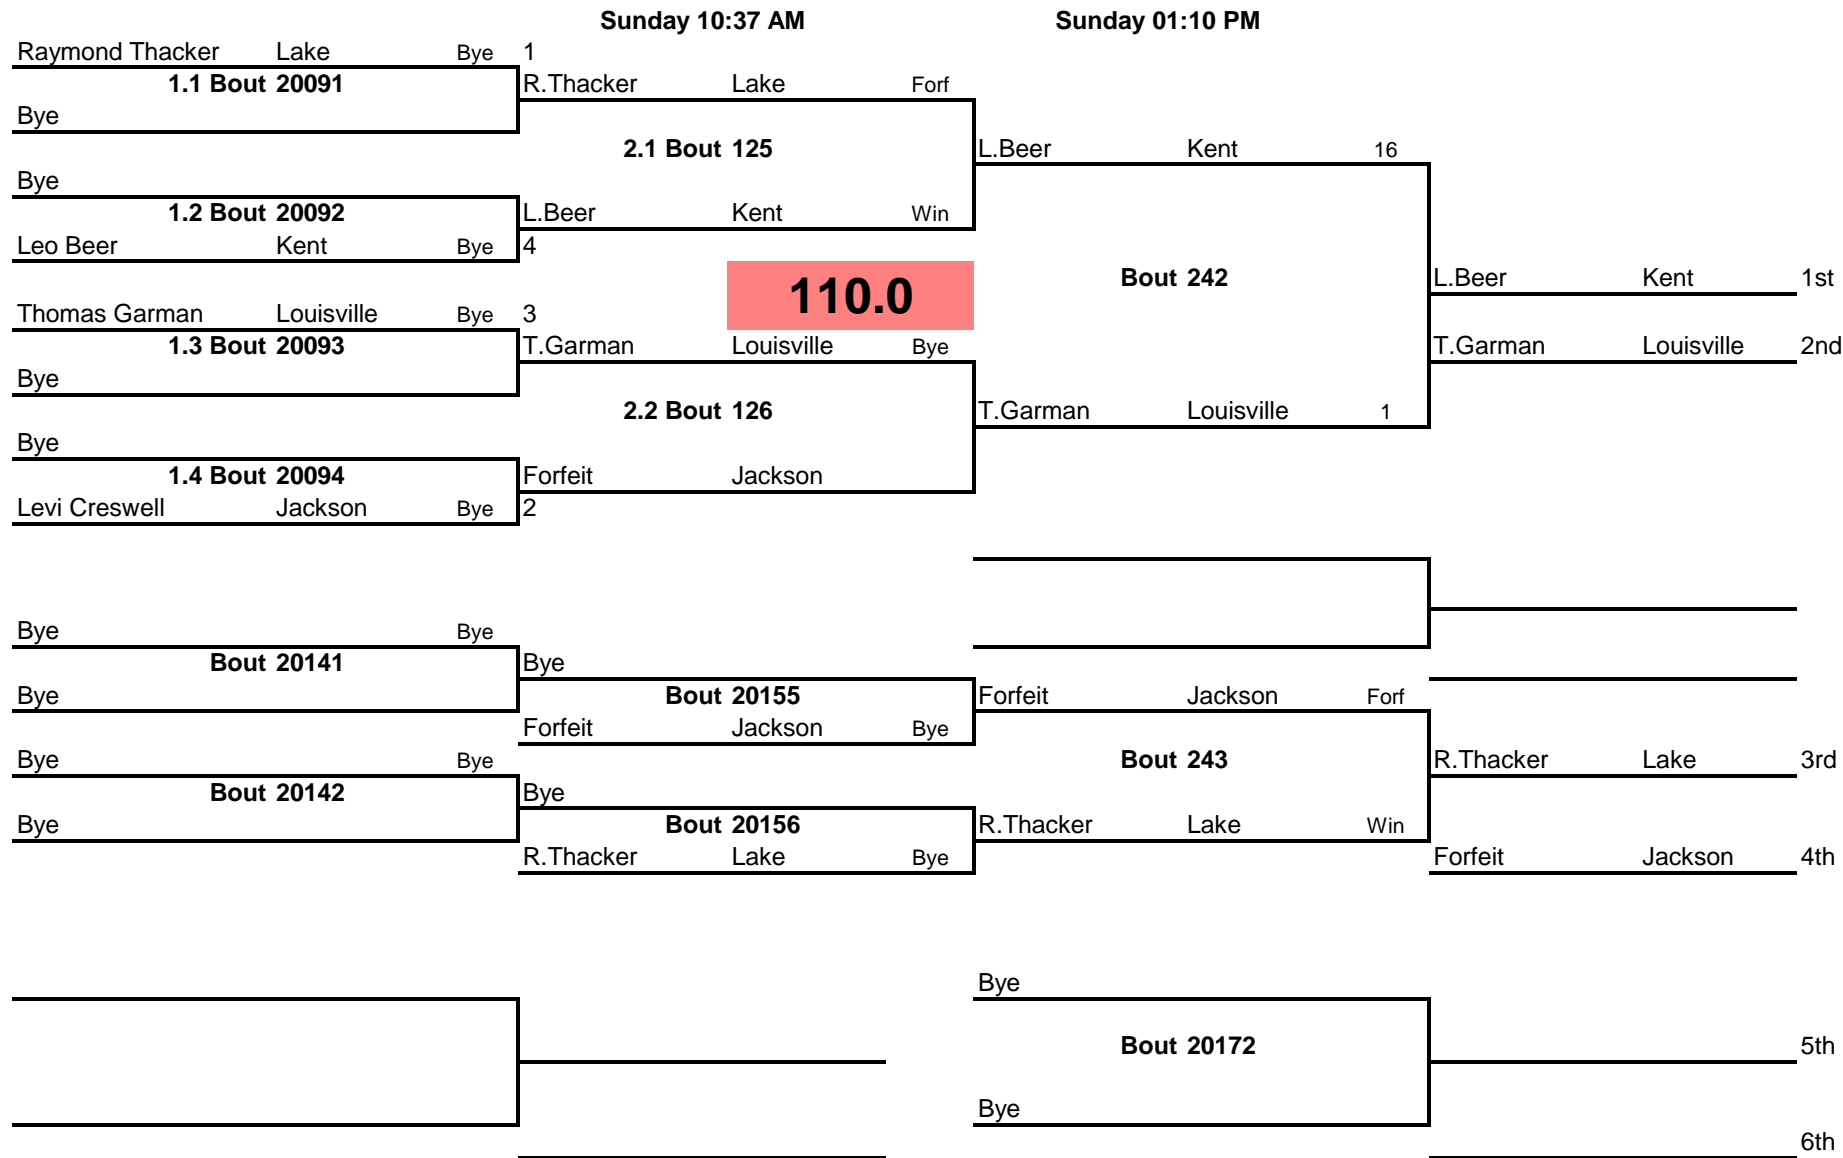 Sunday 10:37 AM Sunday 01:10 PM
Raymond Thacker Lake Bye 1
1.1 Bout 20091 R.Thacker Lake Forf
Bye
2.1 Bout 125 L.Beer Kent 16
Bye
1.2 Bout 20092 L.Beer Kent Win
Leo Beer Kent Bye 4
110.0 Bout 242 L.Beer Kent 1st
Thomas Garman Louisville Bye 3
1.3 Bout 20093 T.Garman Louisville Bye T.Garman Louisville 2nd
Bye
2.2 Bout 126 T.Garman Louisville 1
Bye
1.4 Bout 20094 Forfeit Jackson
Levi Creswell Jackson Bye 2
Bye Bye
Bout 20141 Bye
Bye Bout 20155 Forfeit Jackson Forf
Forfeit Jackson Bye
Bye Bye Bout 243 R.Thacker Lake 3rd
Bout 20142 Bye
Bye Bout 20156 R.Thacker Lake Win
R.Thacker Lake Bye Forfeit Jackson 4th
Bye
Bout 20172 5th
Bye
6th